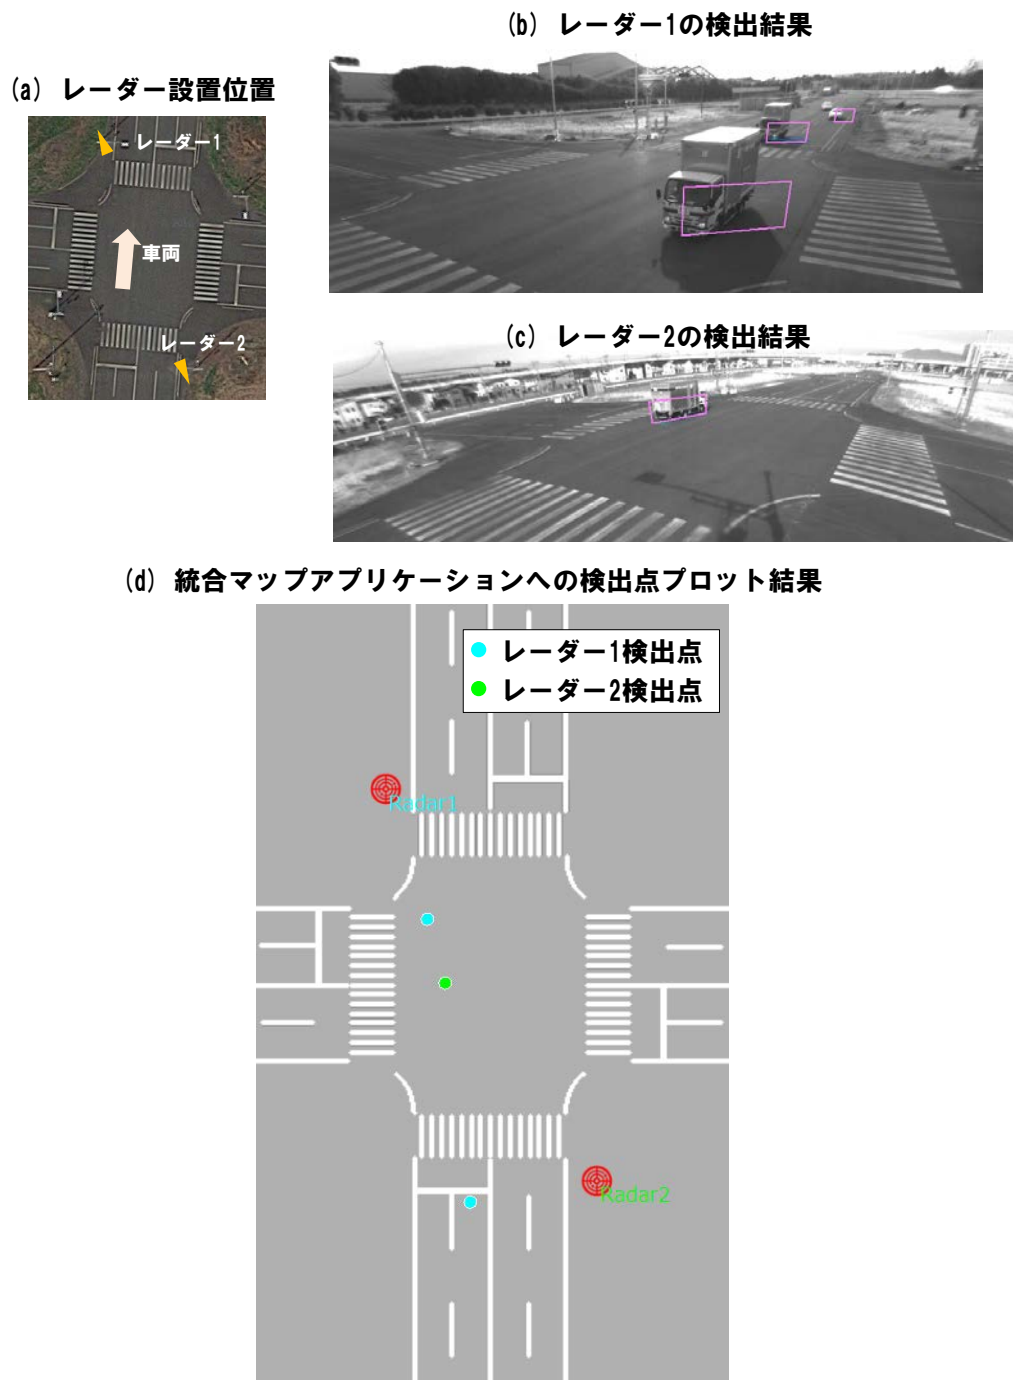 (b) レーダー1の検出結果
(a) レーダー設置位置
レーダー1
車両
レーダー2
(c) レーダー2の検出結果
(d) 統合マップアプリケーションへの検出点プロット結果
レーダー1検出点
レーダー2検出点
Radar1
Radar2